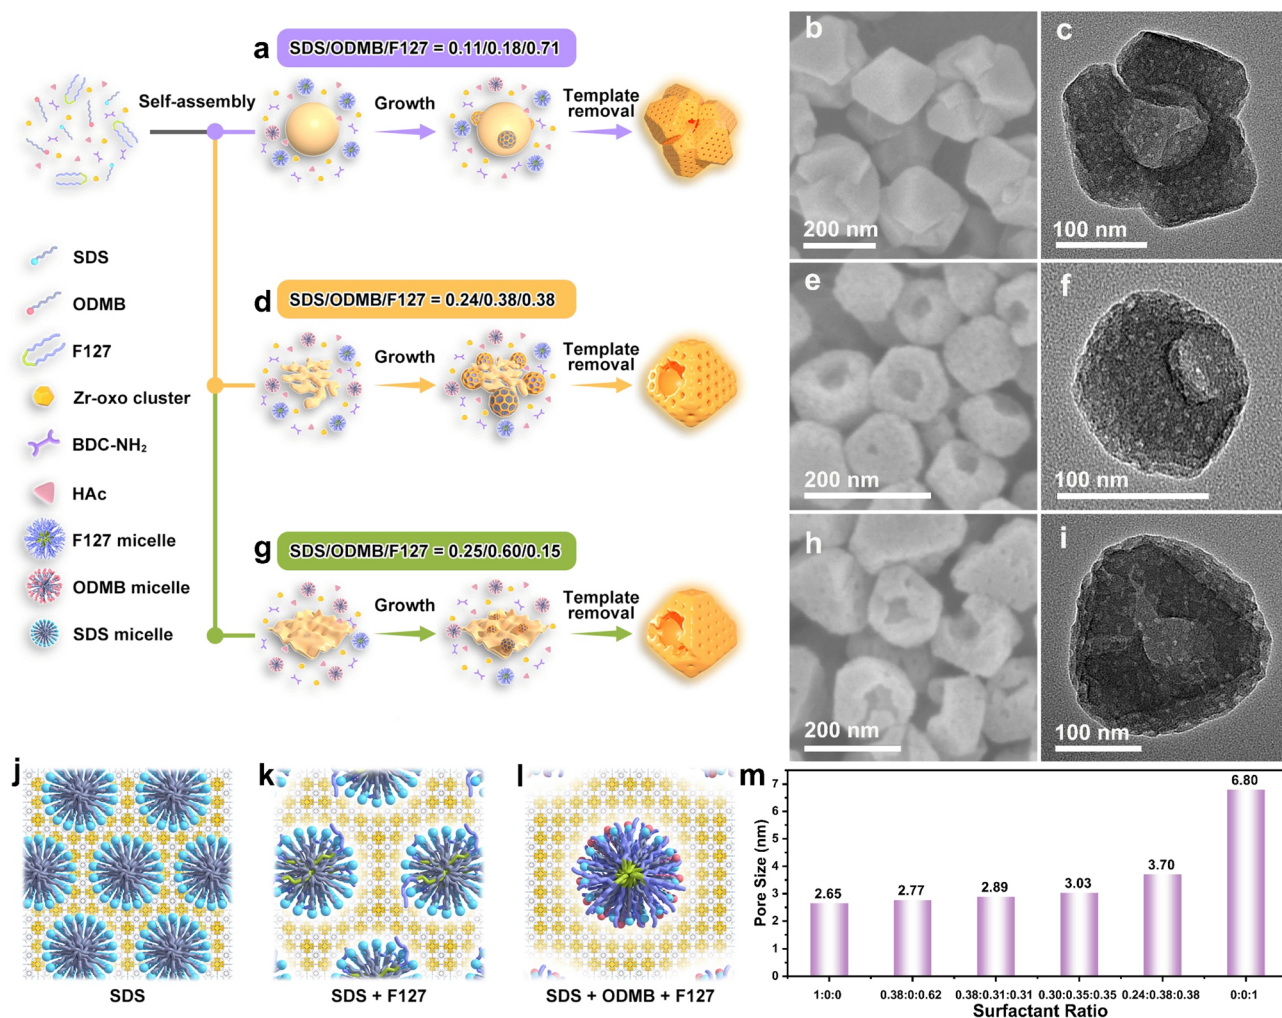 a
SDS/ODMB/F127 = 0.11/0.18/0.71
Self-assembly
Growth
Template
removal
SDS
ODMB
F127
Zr-oxo cluster
BDC-NH₂
HAc
F127 micelle
ODMB micelle
SDS micelle
d
SDS/ODMB/F127 = 0.24/0.38/0.38
Growth
Template
removal
g
SDS/ODMB/F127 = 0.25/0.60/0.15
Growth
Template
removal
b
200 nm
c
100 nm
e
200 nm
f
100 nm
h
200 nm
i
100 nm
j
SDS
k
SDS + F127
l
SDS + ODMB + F127
m
Pore Size (nm)
7
6
5
4
3
2
1
0
2.65
2.77
2.89
3.03
3.70
6.80
1:0:0
0.38:0:0.62
0.38:0.31:0.31
0.30:0.35:0.35
0.24:0.38:0.38
0:0:1
Surfactant Ratio